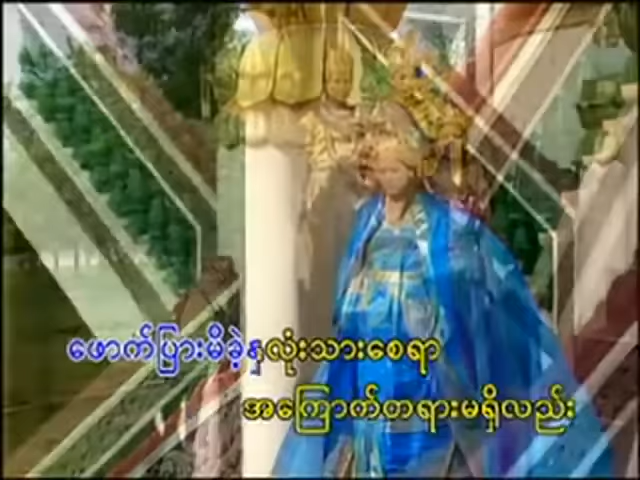 ဖောက်ပြားမိခဲ့နှလုံးသားစေရာ
အကြောက်တရားမရှိလည်း